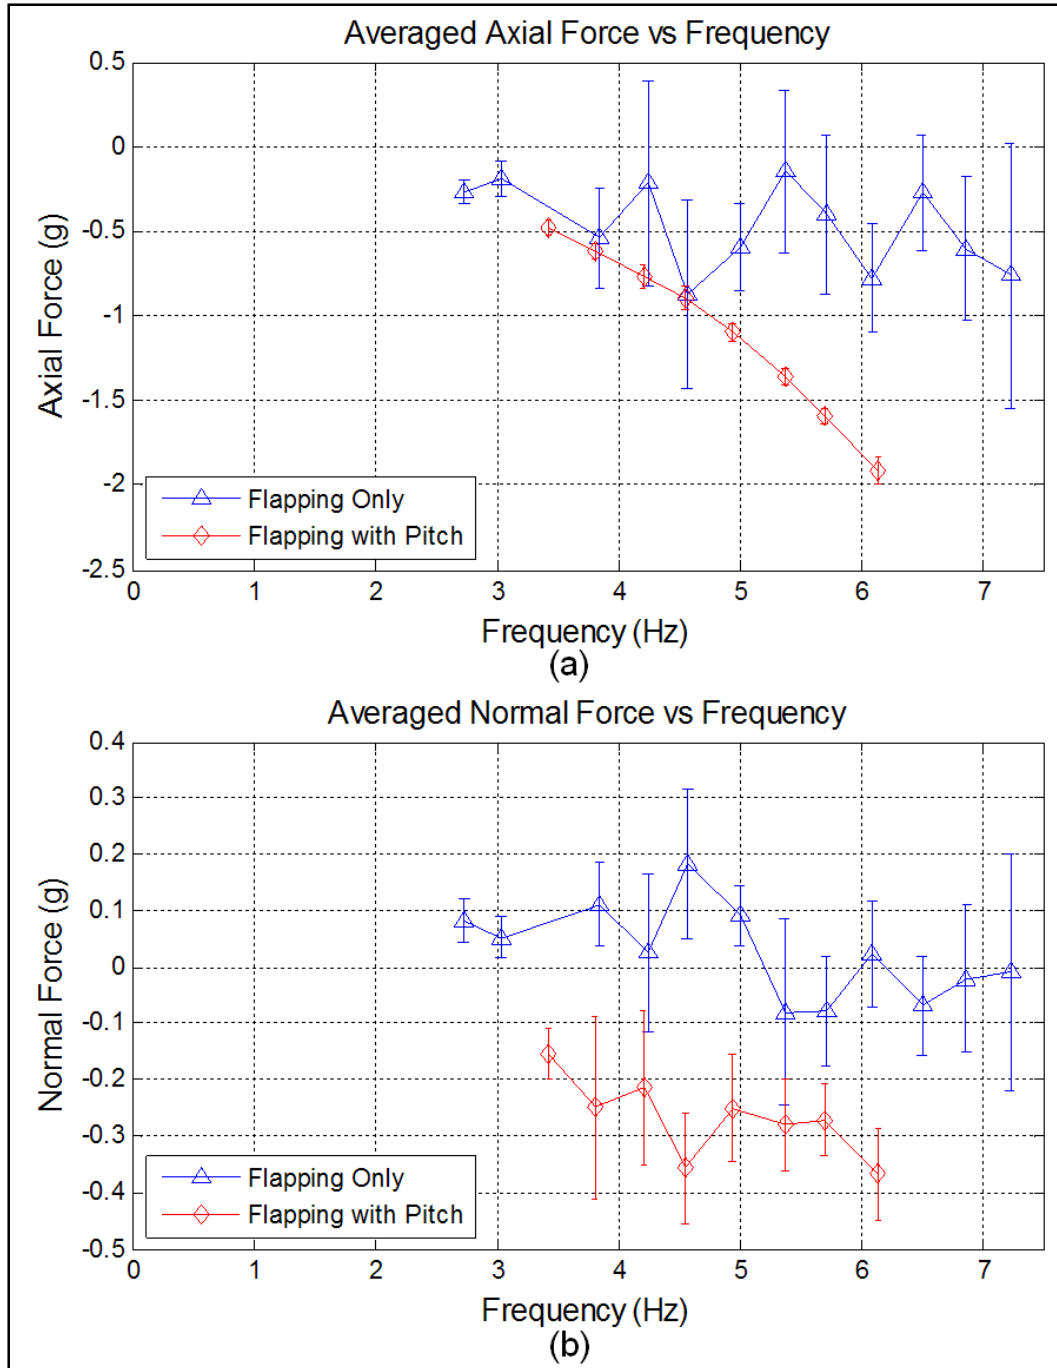 Averaged Axial Force vs Frequency
0.5
0
-0.5
-1
-1.5
-2
-2.5
Axial Force (g)
Flapping Only
Flapping with Pitch
0 1 2 3 4 5 6 7
Frequency (Hz)
(a)
Averaged Normal Force vs Frequency
0.4
0.3
0.2
0.1
0
-0.1
-0.2
-0.3
-0.4
-0.5
Normal Force (g)
Flapping Only
Flapping with Pitch
0 1 2 3 4 5 6 7
Frequency (Hz)
(b)